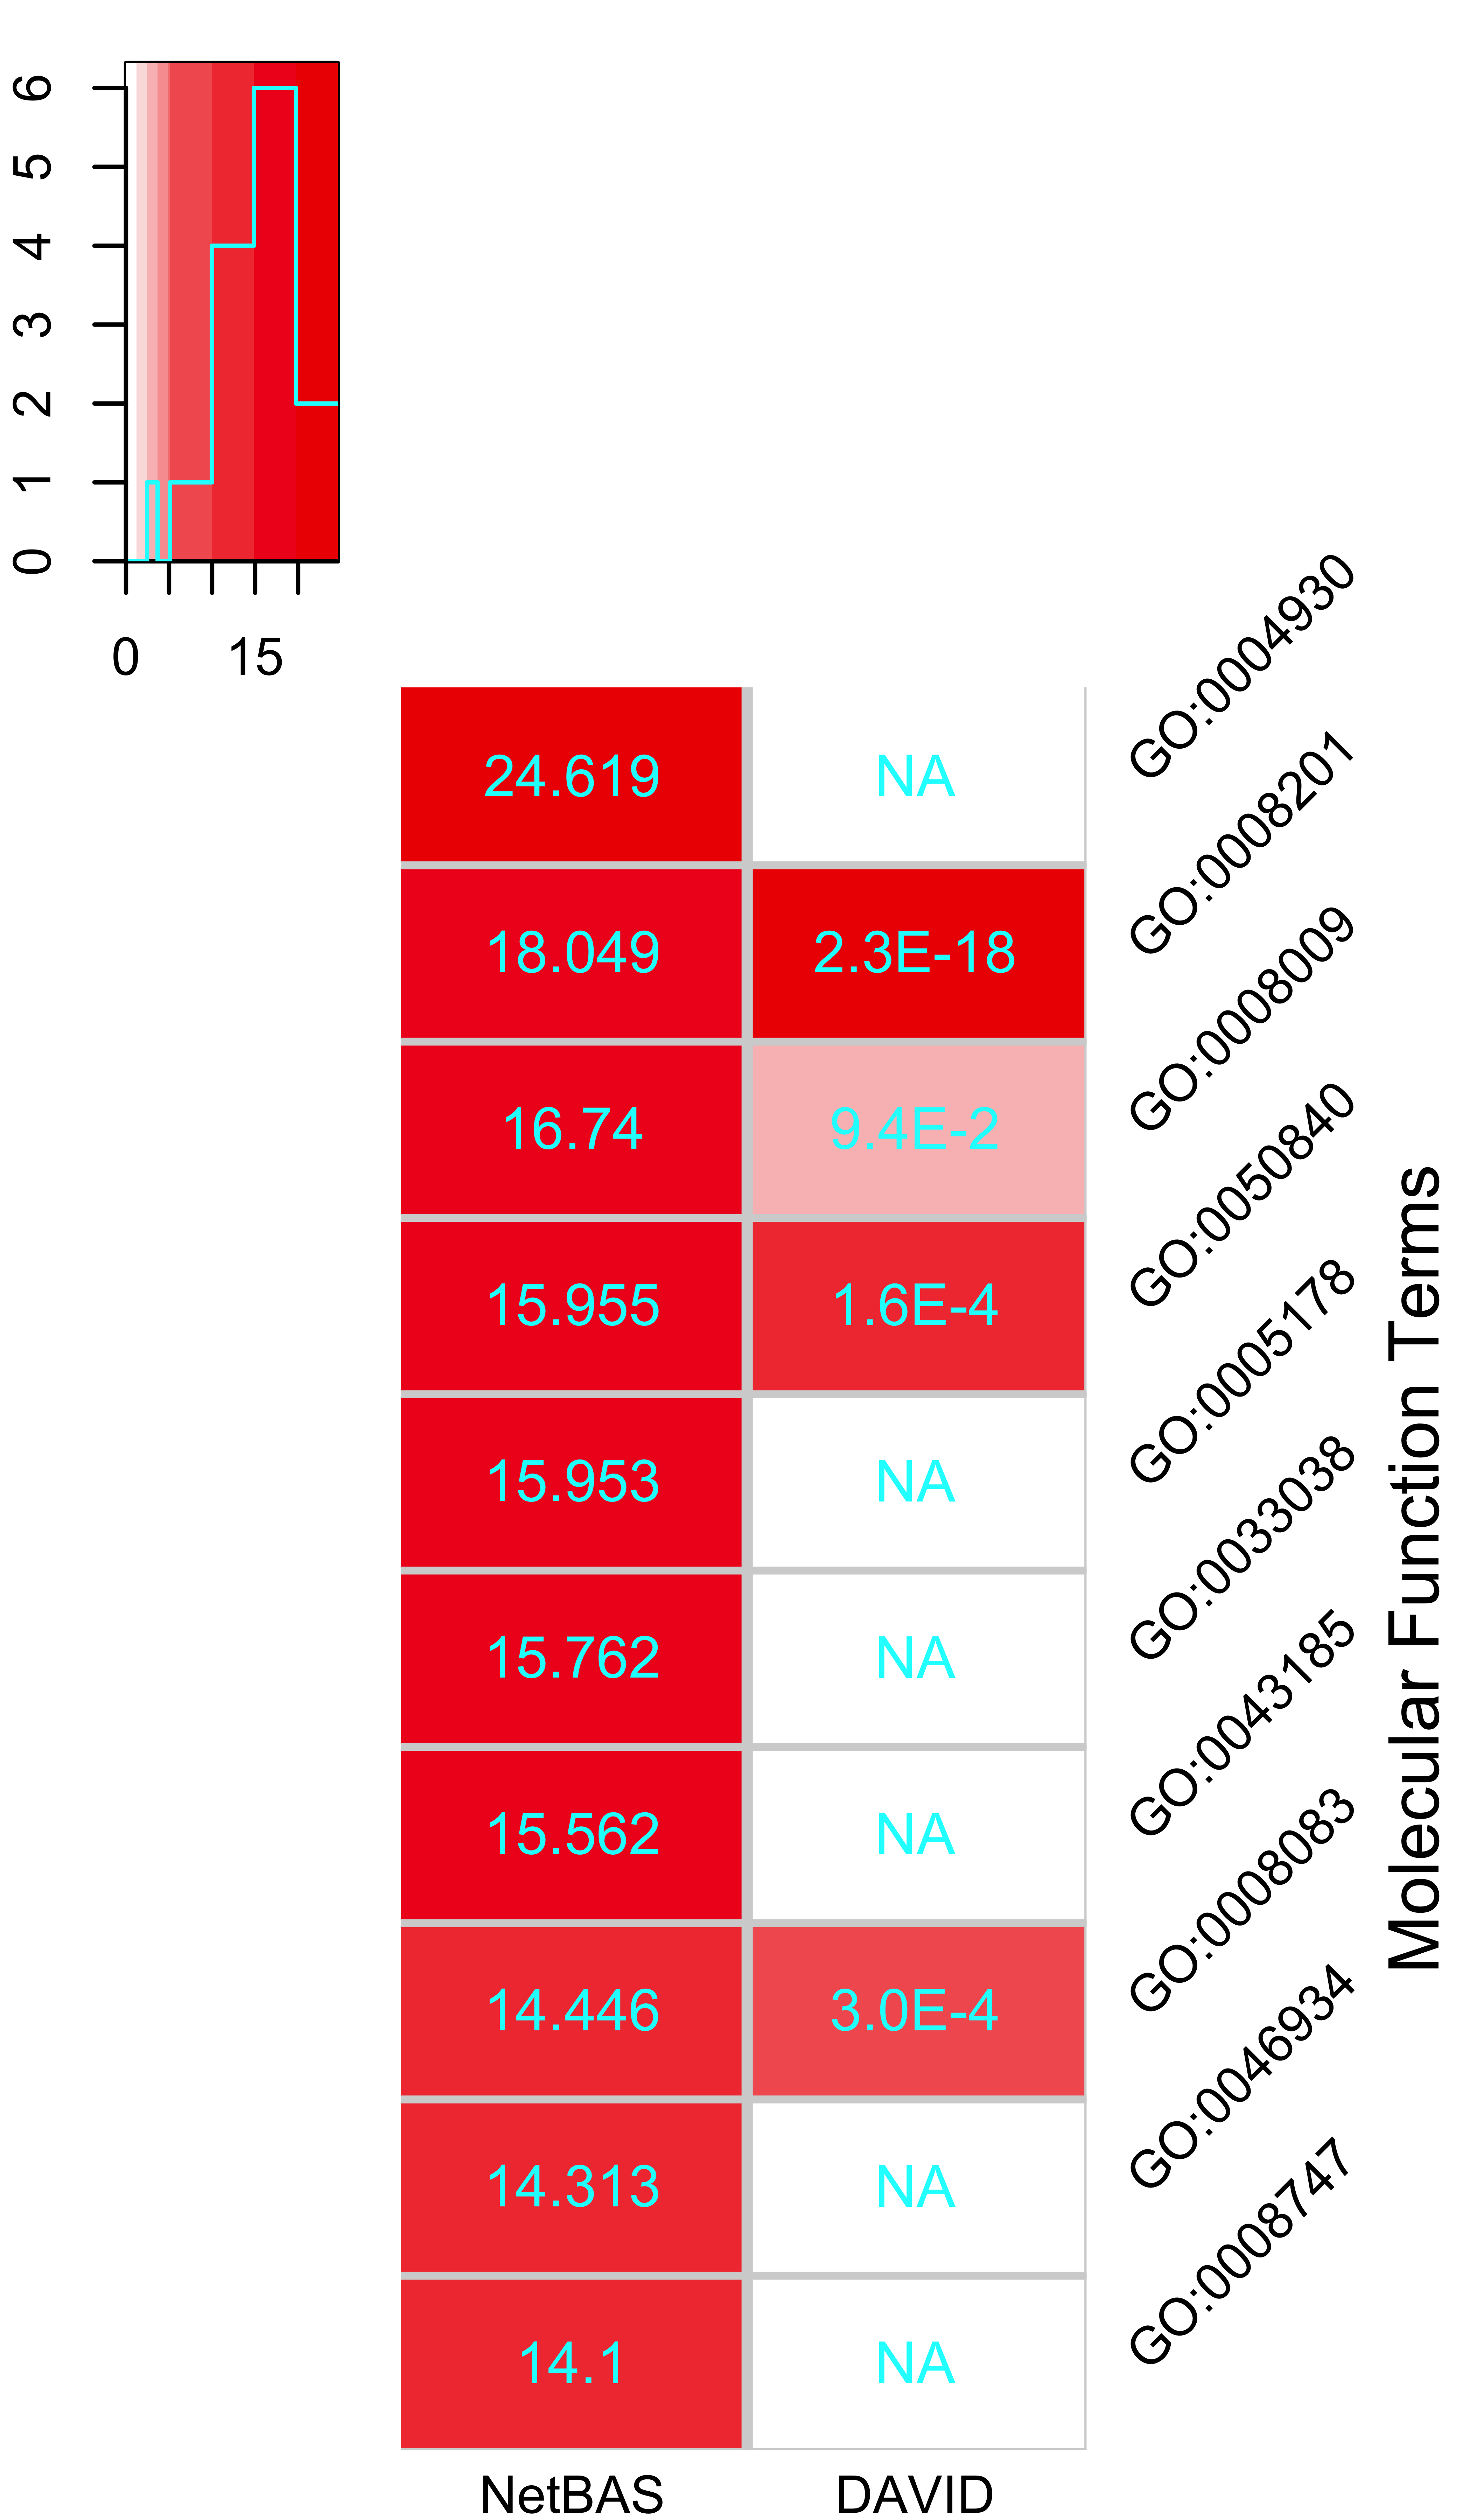 6
5
4
3
2
1
0
0 15
24.619 NA GO:0004930
18.049 2.3E-18 GO:0008201
16.74 9.4E-2 GO:0008009
15.955 1.6E-4 GO:0050840
15.953 NA GO:0005178
15.762 NA GO:0033038
15.562 NA GO:0043185
14.446 3.0E-4 GO:0008083
14.313 NA GO:0046934
14.1 NA GO:0008747
NetBAS DAVID
Molecular Function Terms